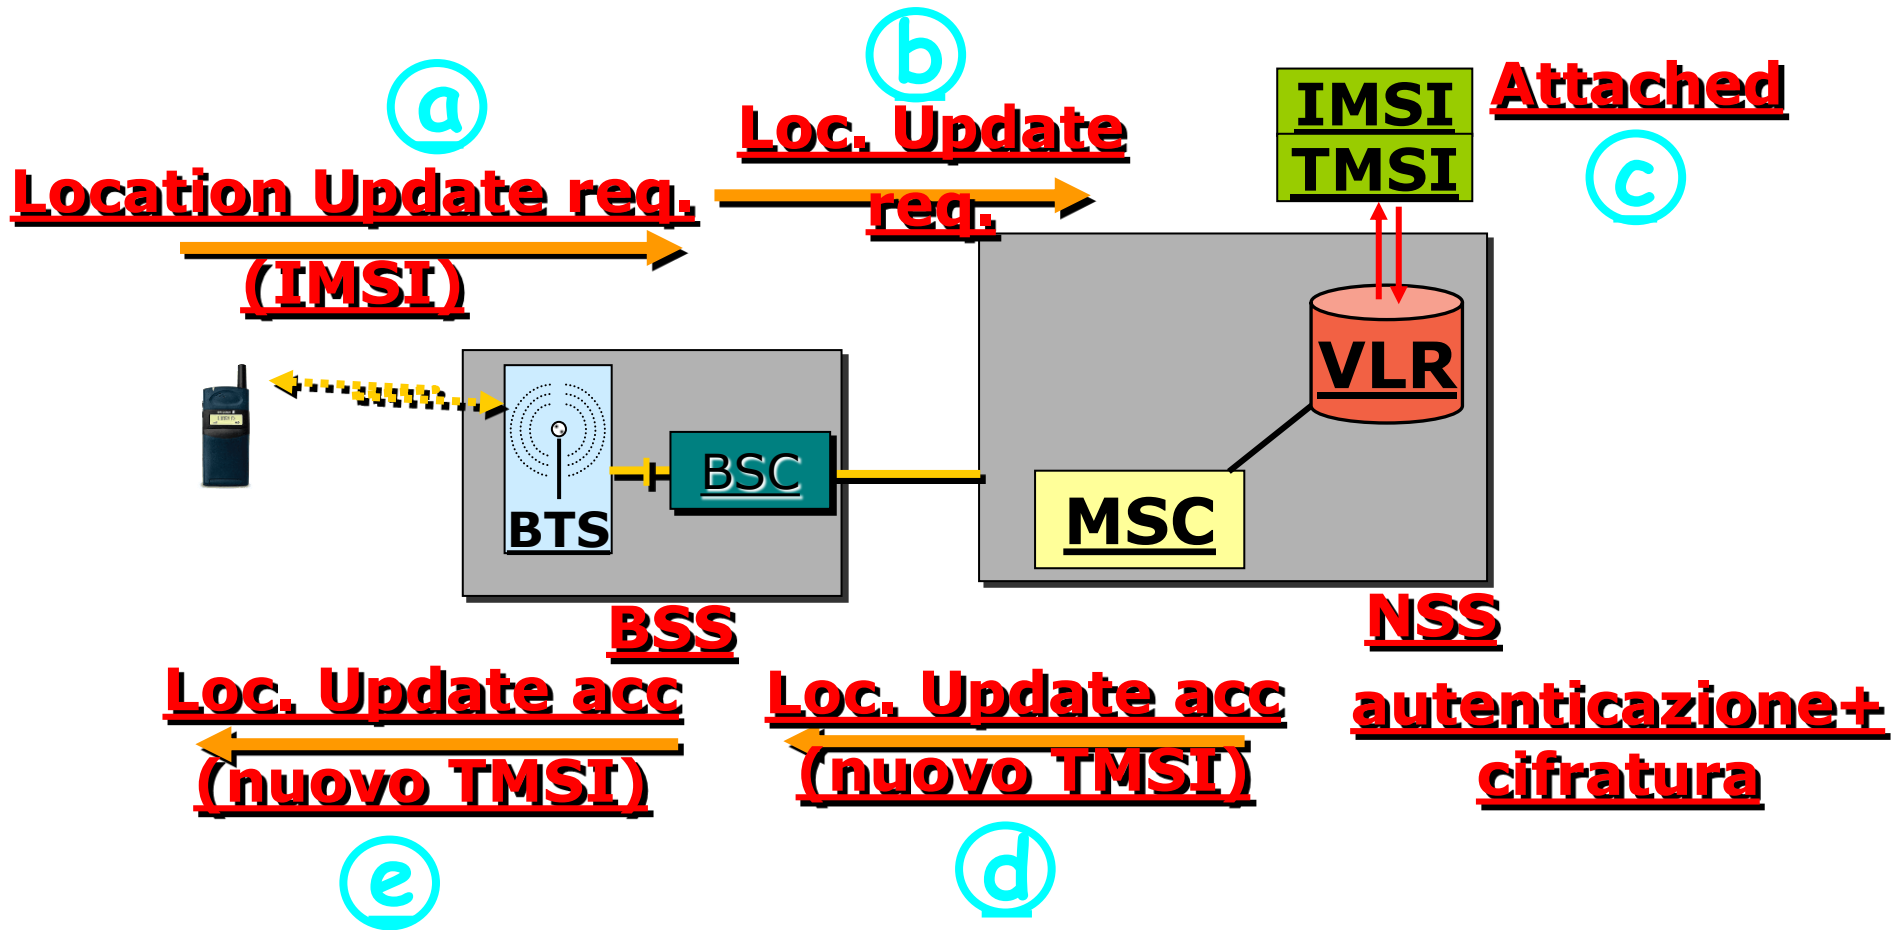 a
b
Location Update req.
(IMSI)
Loc. Update
req.
IMSI
TMSI
Attached
c
VLR
BTS
BSC
MSC
BSS
NSS
Loc. Update acc
(nuovo TMSI)
e
Loc. Update acc
(nuovo TMSI)
d
autenticazione+
cifratura